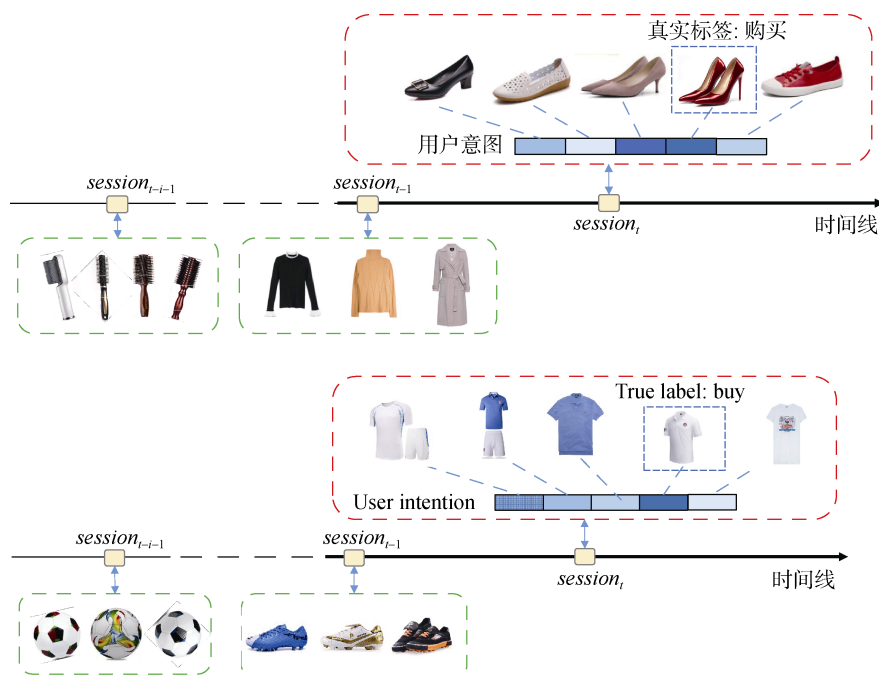 真实标签: 购买
用户意图
session_{t-i-1}
session_{t-1}
session_t
时间线
True label: buy
User intention
session_{t-i-1}
session_{t-1}
session_t
时间线